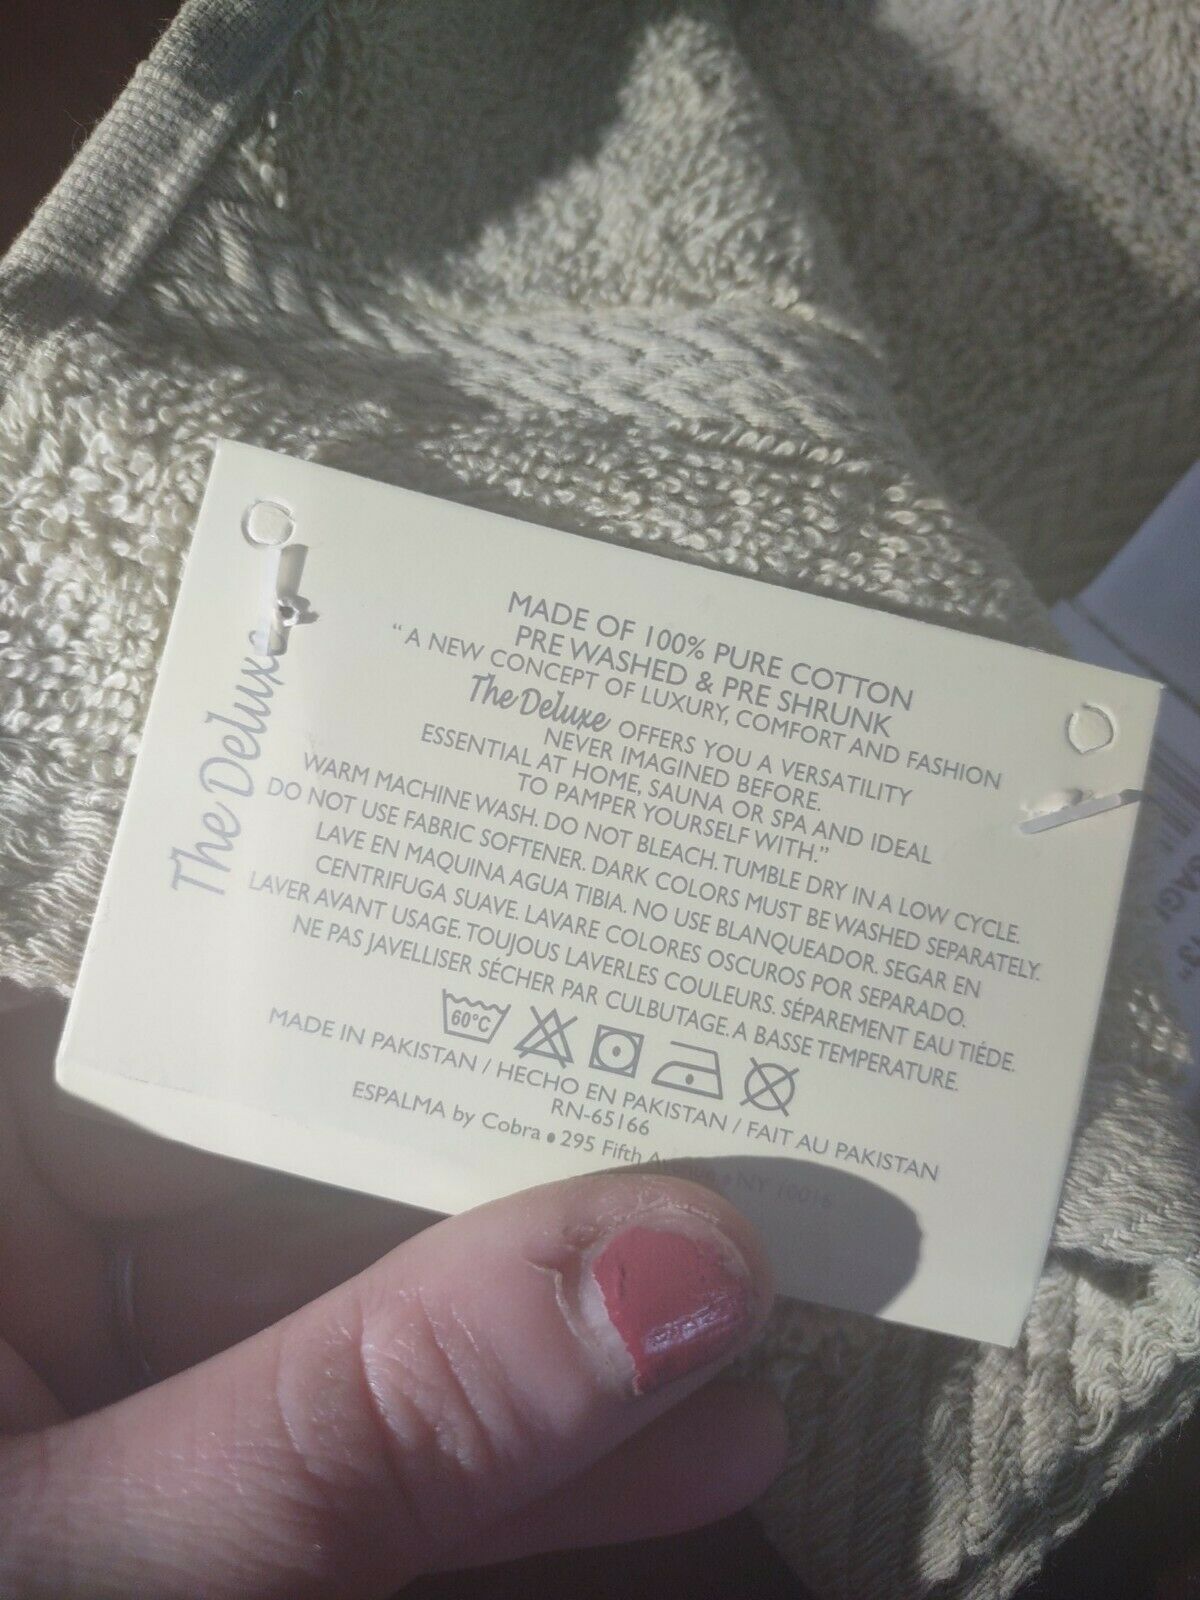 The Deluxe
MADE OF 100% PURE COTTON
PRE WASHED & PRE SHRUNK
"A NEW CONCEPT OF LUXURY, COMFORT AND FASHION
The Deluxe OFFERS YOU A VERSATILITY
NEVER IMAGINED BEFORE.
ESSENTIAL AT HOME, SAUNA OR SPA AND IDEAL
TO PAMPER YOURSELF WITH."
WARM MACHINE WASH. DO NOT BLEACH. TUMBLE DRY IN A LOW CYCLE.
DO NOT USE FABRIC SOFTENER. DARK COLORS MUST BE WASHED SEPARATELY.
LAVE EN MAQUINA AGUA TIBIA. NO USE BLANQUEADOR. SEGAR EN
CENTRIFUGA SUAVE. LAVARE COLORES OSCUROS POR SEPARADO.
LAVER AVANT USAGE. TOUJOUS LAVERLES COULEURS. SÉPAREMENT EAU TIÉDE.
NE PAS JAVELLISER SÉCHER PAR CULBUTAGE. A BASSE TEMPERATURE.
60°C
MADE IN PAKISTAN / HECHO EN PAKISTAN / FAIT AU PAKISTAN
RN-65166
ESPALMA by Cobra • 295 Fifth Avenue • NY 10016